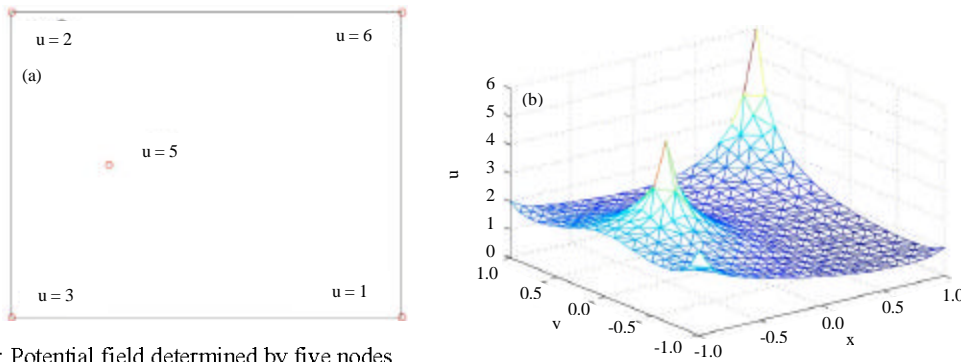 u = 2
u = 6
(a)
u = 5
u = 3
u = 1
: Potential field determined by five nodes
(b)
6
5
4
3
2
1
0
u
1.0
0.5
0.0
-0.5
-1.0
v
-1.0
-0.5
0.0
0.5
1.0
x